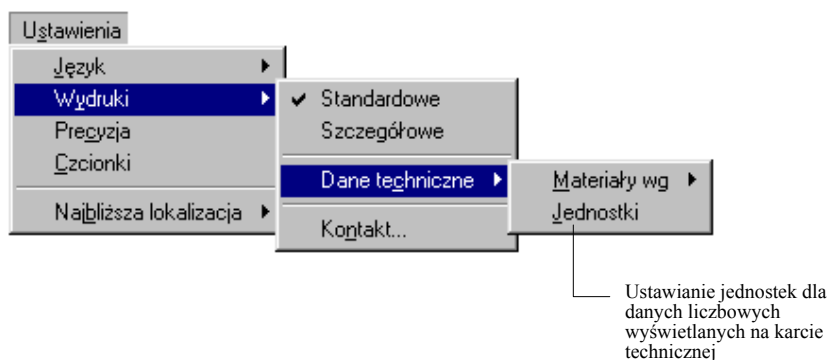 Ustawienia
Język
Wydruki
Precyzja
Czcionki
Najbliższa lokalizacja
✔ Standardowe
Szczegółowe
Dane techniczne
Kontakt...
Materiały wg
Jednostki
Ustawianie jednostek dla
danych liczbowych
wyświetlanych na karcie
technicznej